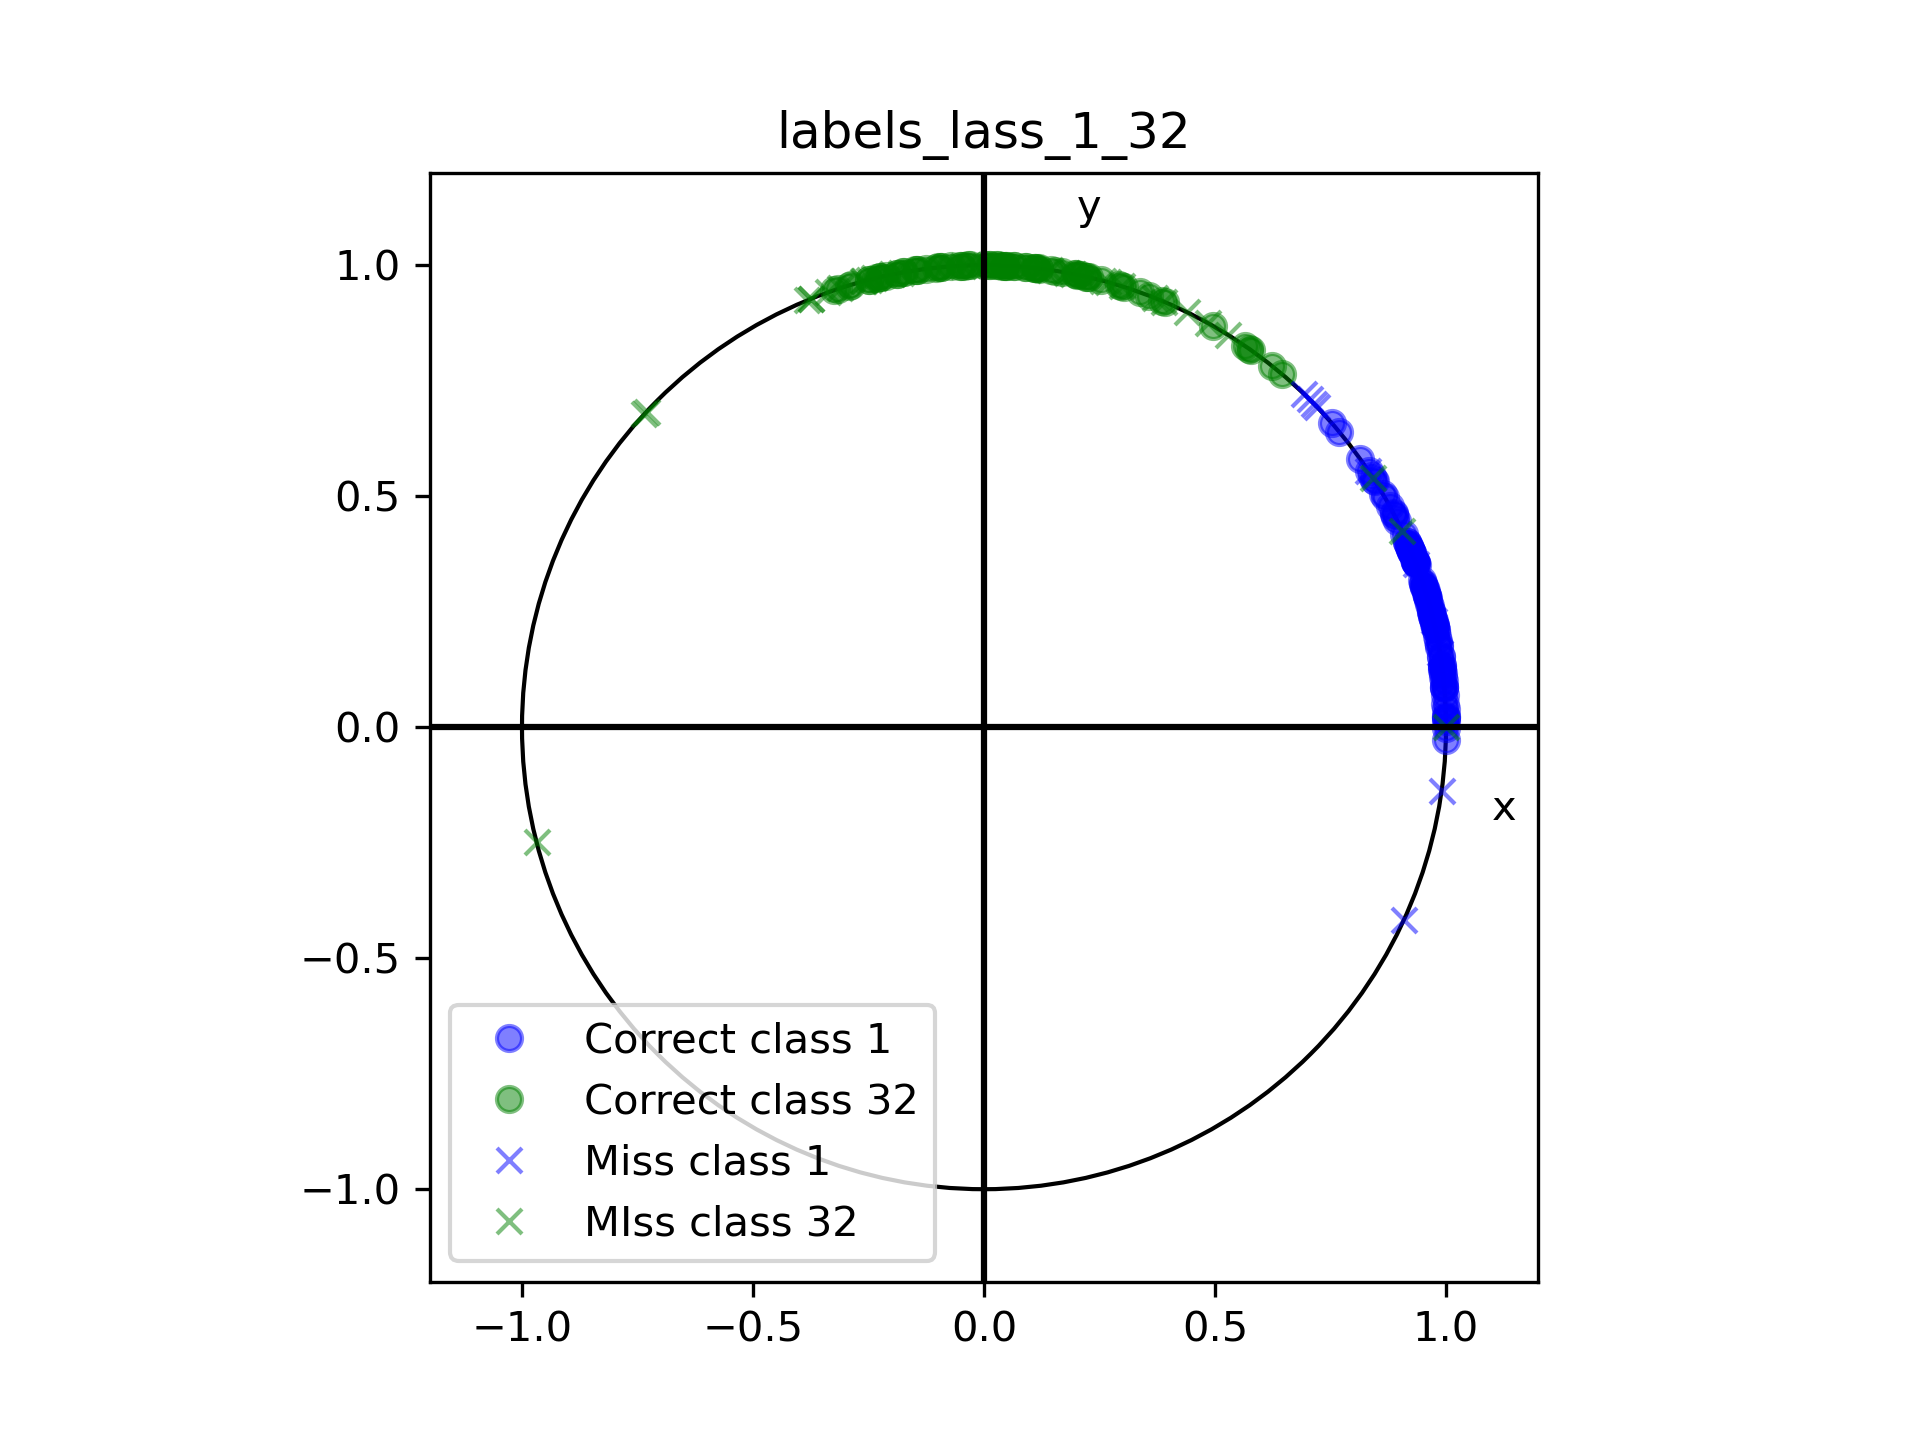 labels_lass_1_32
y
1.0
0.5
0.0
x
−0.5
−1.0
Correct class 1
Correct class 32
Miss class 1
MIss class 32
−1.0 −0.5 0.0 0.5 1.0